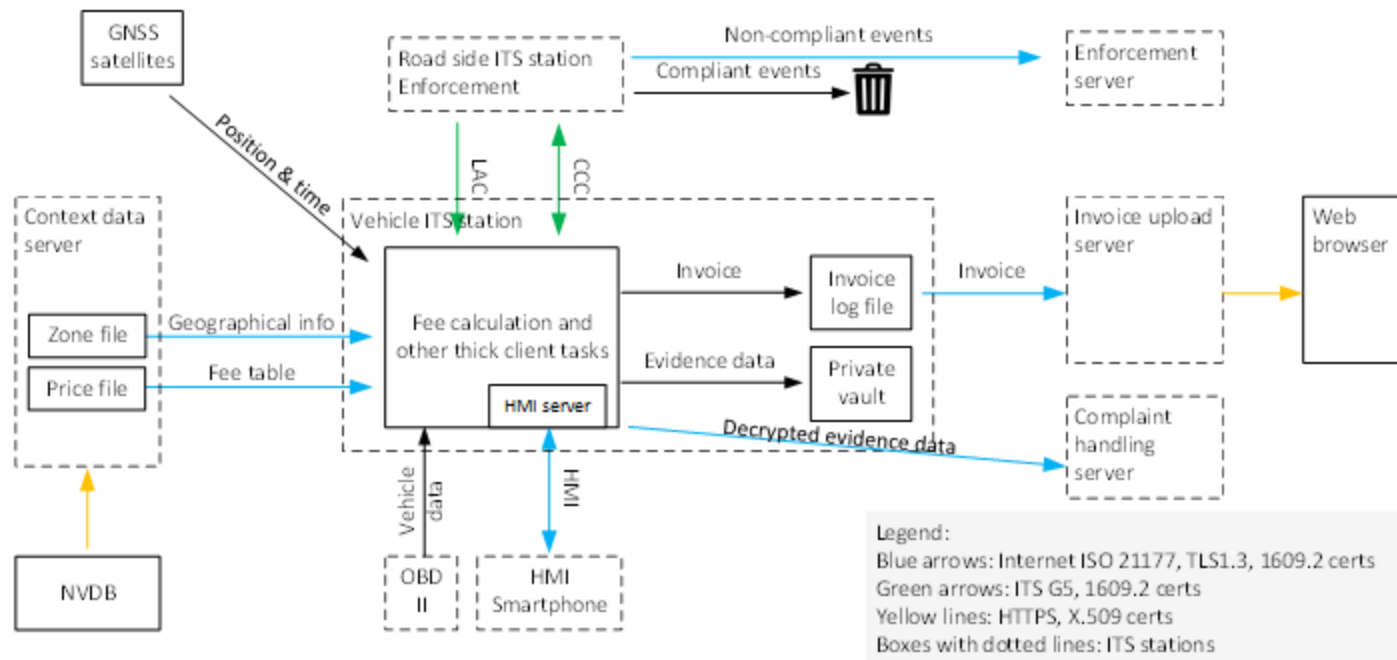 GNSS
satellites
Position & time
Road side ITS station
Enforcement
Non-compliant events
Compliant events
Enforcement
server
LAC
CCC
Context data
server
Zone file
Price file
Geographical info
Fee table
Vehicle ITS station
Fee calculation and
other thick client tasks
HMI server
Invoice
Evidence data
Invoice
log file
Private
vault
Invoice
Decrypted evidence data
Invoice upload
server
Web
browser
Complaint
handling
server
Vehicle
data
HMI
NVDB
OBD
II
HMI
Smartphone
Legend:
Blue arrows: Internet ISO 21177, TLS1.3, 1609.2 certs
Green arrows: ITS G5, 1609.2 certs
Yellow lines: HTTPS, X.509 certs
Boxes with dotted lines: ITS stations